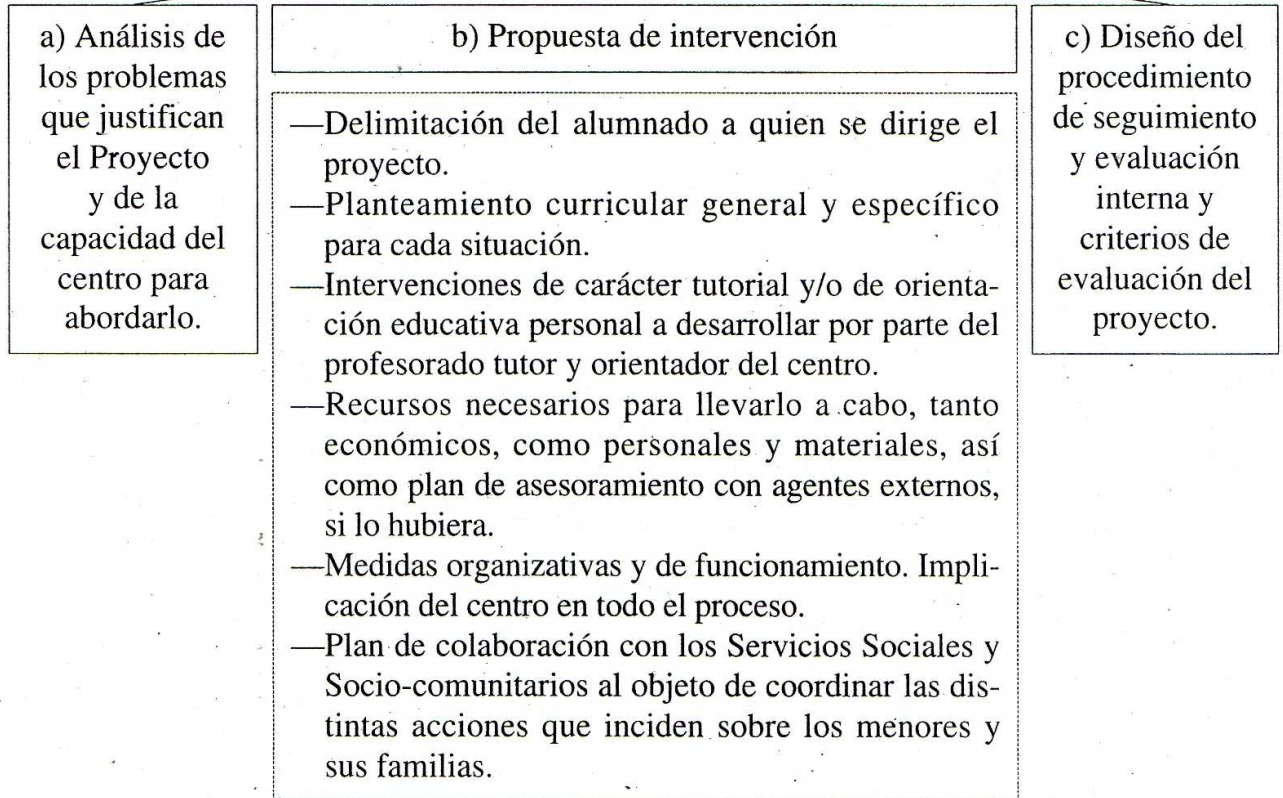 a) Análisis de
los problemas
que justifican
el Proyecto
y de la
capacidad del
centro para
abordarlo.
b) Propuesta de intervención
—Delimitación del alumnado a quien se dirige el
proyecto.
—Planteamiento curricular general y específico
para cada situación.
—Intervenciones de carácter tutorial y/o de orienta-
ción educativa personal a desarrollar por parte del
profesorado tutor y orientador del centro.
—Recursos necesarios para llevarlo a cabo, tanto
económicos, como personales y materiales, así
como plan de asesoramiento con agentes externos,
si lo hubiera.
—Medidas organizativas y de funcionamiento. Impli-
cación del centro en todo el proceso.
—Plan de colaboración con los Servicios Sociales y
Socio-comunitarios al objeto de coordinar las dis-
tintas acciones que inciden sobre los menores y
sus familias.
c) Diseño del
procedimiento
de seguimiento
y evaluación
interna y
criterios de
evaluación del
proyecto.